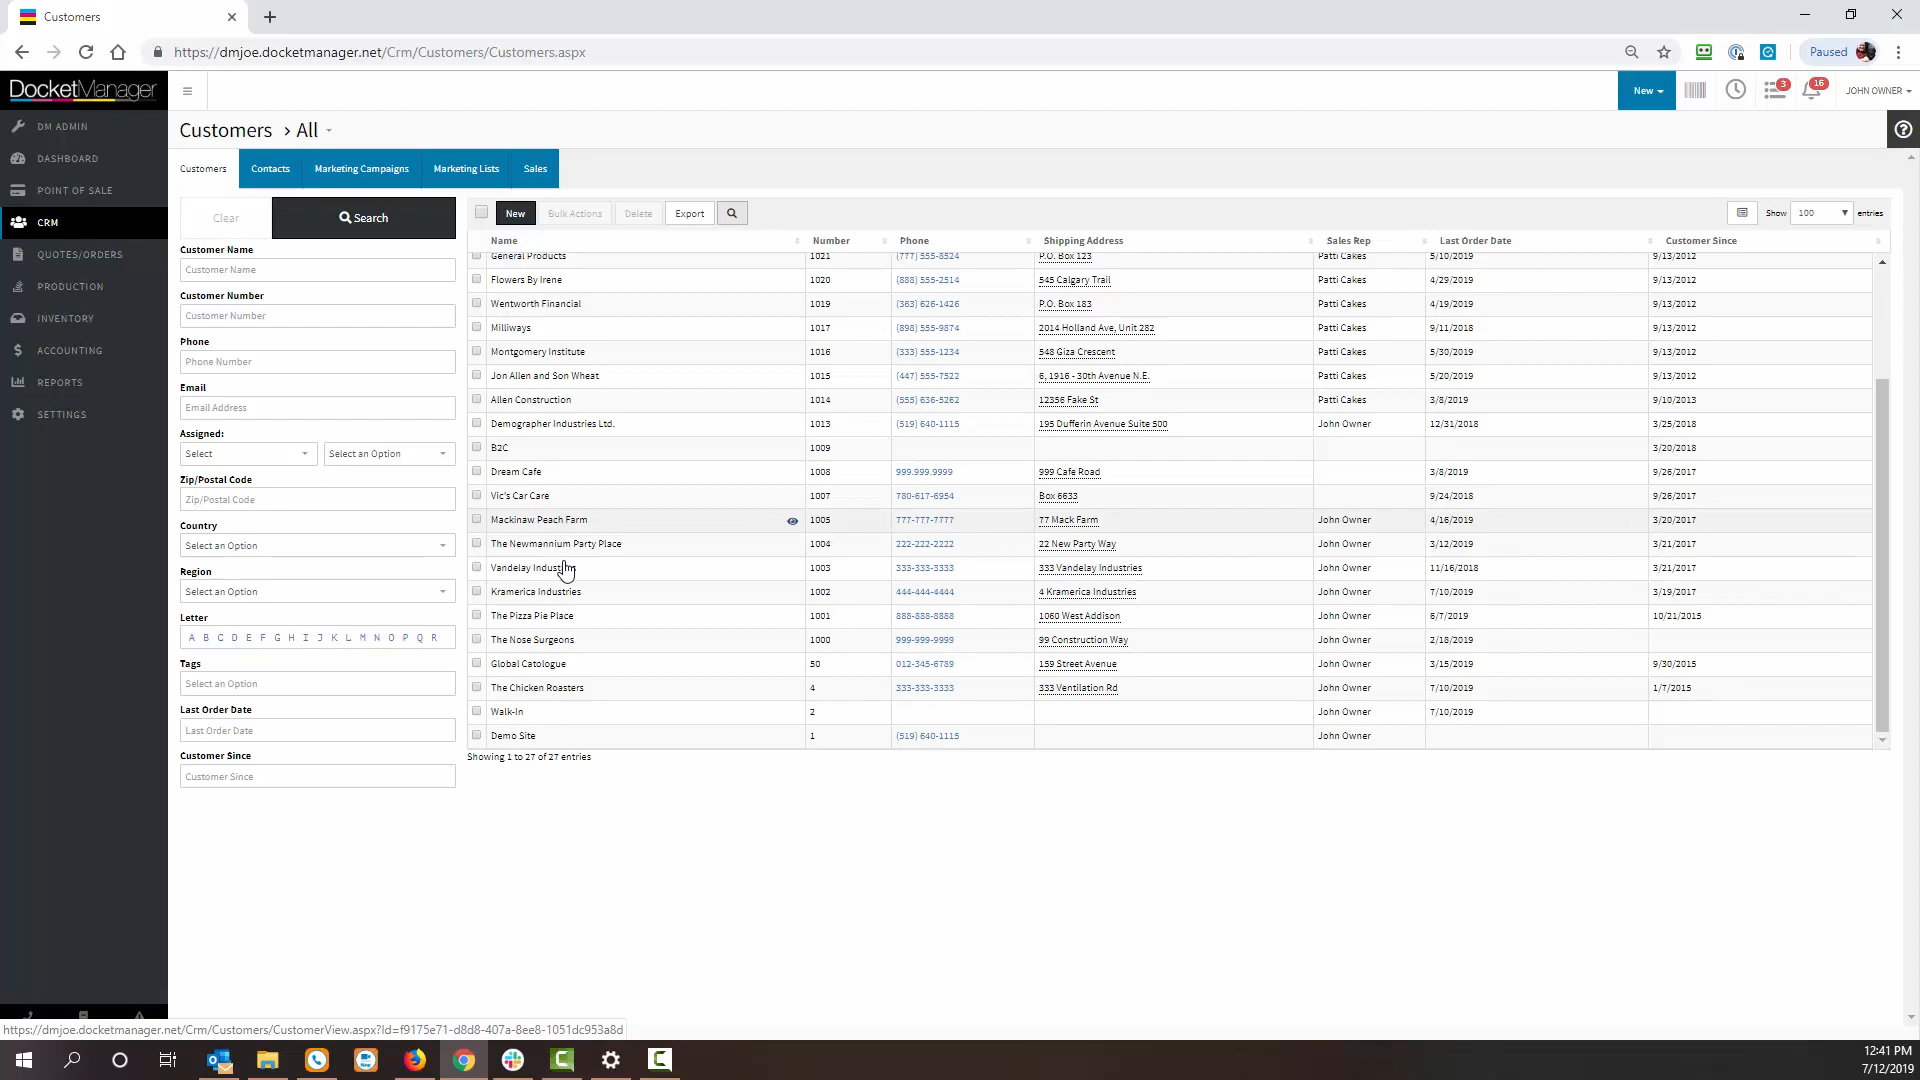 Customers
https://dmjoe.docketmanager.net/Crm/Customers/Customers.aspx
Paused
DocketManager
New
3
16
JOHN OWNER
DM ADMIN
DASHBOARD
POINT OF SALE
CRM
QUOTES/ORDERS
PRODUCTION
INVENTORY
ACCOUNTING
REPORTS
SETTINGS
Customers > All
Customers Contacts Marketing Campaigns Marketing Lists Sales
Clear Search
Customer Name
Customer Name
Customer Number
Customer Number
Phone
Phone Number
Email
Email Address
Assigned:
Select Select an Option
Zip/Postal Code
Zip/Postal Code
Country
Select an Option
Region
Select an Option
Letter
A B C D E F G H I J K L M N O P Q R
Tags
Select an Option
Last Order Date
Last Order Date
Customer Since
Customer Since
New Bulk Actions Delete Export
Show 100 entries
Name Number Phone Shipping Address Sales Rep Last Order Date Customer Since
General Products 1021 (777) 555-8524 P.O. Box 123 Patti Cakes 5/10/2019 9/13/2012
Flowers By Irene 1020 (888) 555-2514 545 Calgary Trail Patti Cakes 4/29/2019 9/13/2012
Wentworth Financial 1019 (363) 626-1426 P.O. Box 183 Patti Cakes 4/19/2019 9/13/2012
Milliways 1017 (898) 555-9874 2014 Holland Ave, Unit 282 Patti Cakes 9/11/2018 9/13/2012
Montgomery Institute 1016 (333) 555-1234 548 Giza Crescent Patti Cakes 5/30/2019 9/13/2012
Jon Allen and Son Wheat 1015 (447) 555-7522 6, 1916 - 30th Avenue N.E. Patti Cakes 5/20/2019 9/13/2012
Allen Construction 1014 (555) 636-5262 12356 Fake St Patti Cakes 3/8/2019 9/10/2013
Demographer Industries Ltd. 1013 (519) 640-1115 195 Dufferin Avenue Suite 500 John Owner 12/31/2018 3/25/2018
B2C 1009 3/20/2018
Dream Cafe 1008 999.999.9999 999 Cafe Road 3/8/2019 9/26/2017
Vic's Car Care 1007 780-617-6954 Box 6633 9/24/2018 9/26/2017
Mackinaw Peach Farm 1005 777-777-7777 77 Mack Farm John Owner 4/16/2019 3/20/2017
The Newmannium Party Place 1004 222-222-2222 22 New Party Way John Owner 3/12/2019 3/21/2017
Vandelay Industries 1003 333-333-3333 333 Vandelay Industries John Owner 11/16/2018 3/21/2017
Kramerica Industries 1002 444-444-4444 4 Kramerica Industries John Owner 7/10/2019 3/19/2017
The Pizza Pie Place 1001 888-888-8888 1060 West Addison John Owner 6/7/2019 10/21/2015
The Nose Surgeons 1000 999-999-9999 99 Construction Way John Owner 2/18/2019
Global Catologue 50 012-345-6789 159 Street Avenue John Owner 3/15/2019 9/30/2015
The Chicken Roasters 4 333-333-3333 333 Ventilation Rd John Owner 7/10/2019 1/7/2015
Walk-In 2 John Owner 7/10/2019
Demo Site 1 (519) 640-1115 John Owner
Showing 1 to 27 of 27 entries
https://dmjoe.docketmanager.net/Crm/Customers/CustomerView.aspx?Id=f9175e71-d8d8-407a-8ee8-1051dc953a8d
12:41 PM
7/12/2019